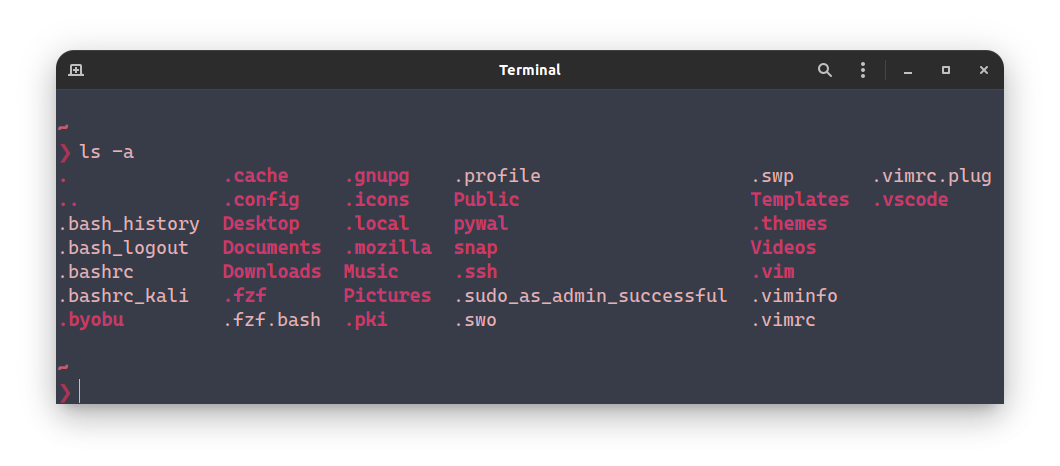 Terminal
~
❯ ls -a
. .cache .gnupg .profile .swp .vimrc.plug
.. .config .icons Public Templates .vscode
.bash_history Desktop .local pywal .themes
.bash_logout Documents .mozilla snap Videos
.bashrc Downloads Music .ssh .vim
.bashrc_kali .fzf Pictures .sudo_as_admin_successful .viminfo
.byobu .fzf.bash .pki .swo .vimrc
~
❯